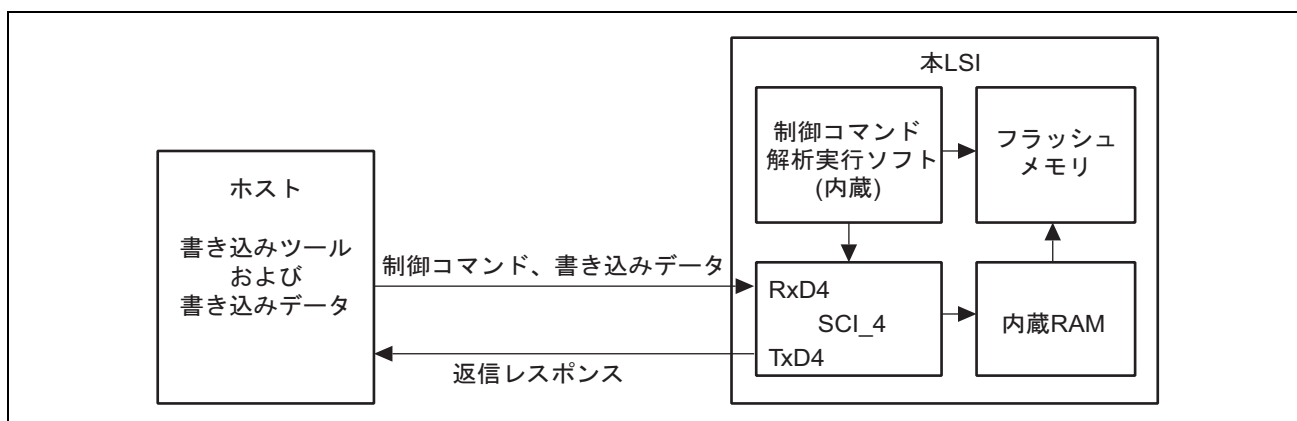 本LSI
制御コマンド
解析実行ソフト
(内蔵)
フラッシュ
メモリ
ホスト
書き込みツール
および
書き込みデータ
制御コマンド、書き込みデータ
RxD4
SCI_4
TxD4
内蔵RAM
返信レスポンス